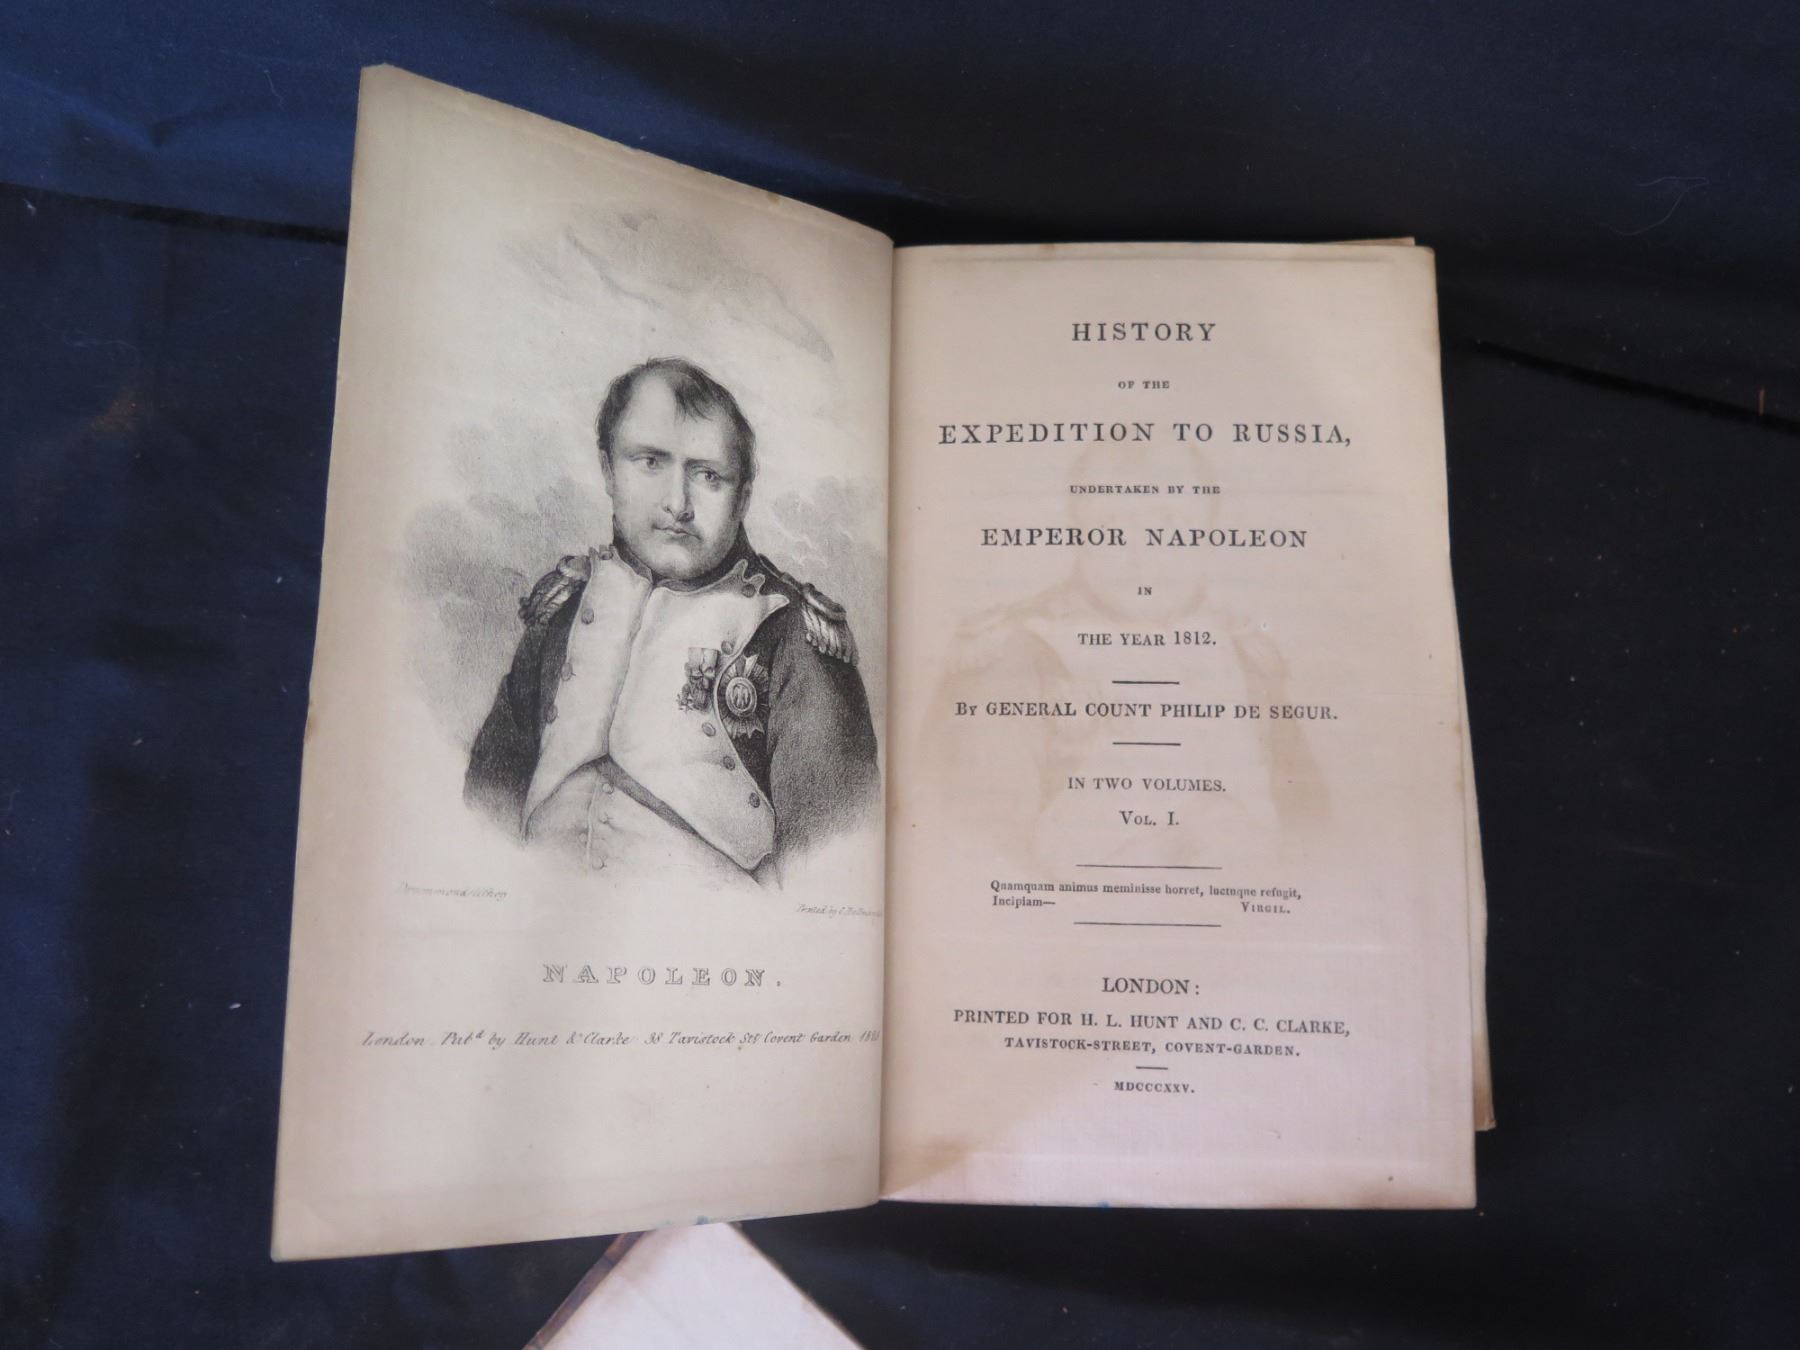 Drummond lithog
Printed by C.
NAPOLEON.
London. Pubd by Hunt & Clarke 38 Tavistock St. Covent Garden
HISTORY
OF THE
EXPEDITION TO RUSSIA,
UNDERTAKEN BY THE
EMPEROR NAPOLEON
IN
THE YEAR 1812.
By GENERAL COUNT PHILIP DE SEGUR.
IN TWO VOLUMES.
Vol. I.
Quamquam animus meminisse horret, luctuque refugit,
Incipiam— Virgil.
LONDON:
PRINTED FOR H. L. HUNT AND C. C. CLARKE,
TAVISTOCK-STREET, COVENT-GARDEN.
MDCCCXXV.